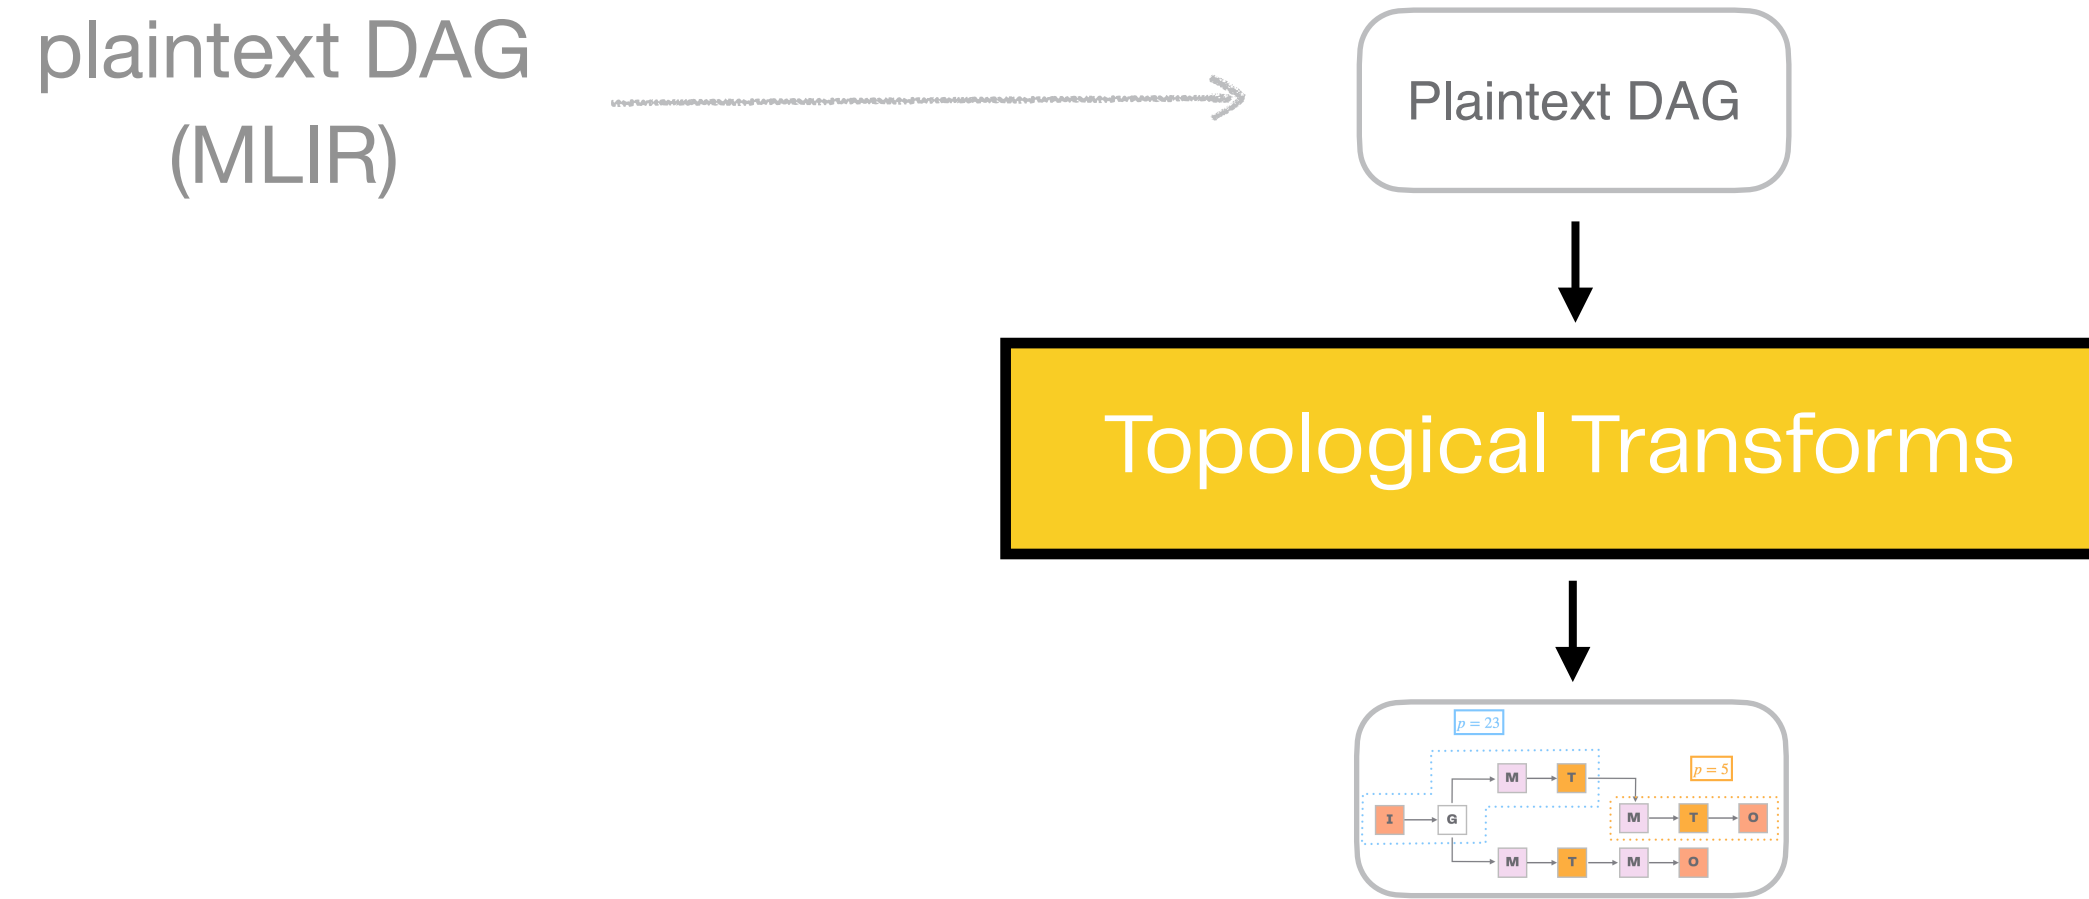 plaintext DAG
(MLIR)
Plaintext DAG
Topological Transforms
p = 23
p = 5
M T
I G
M T O
M T M O